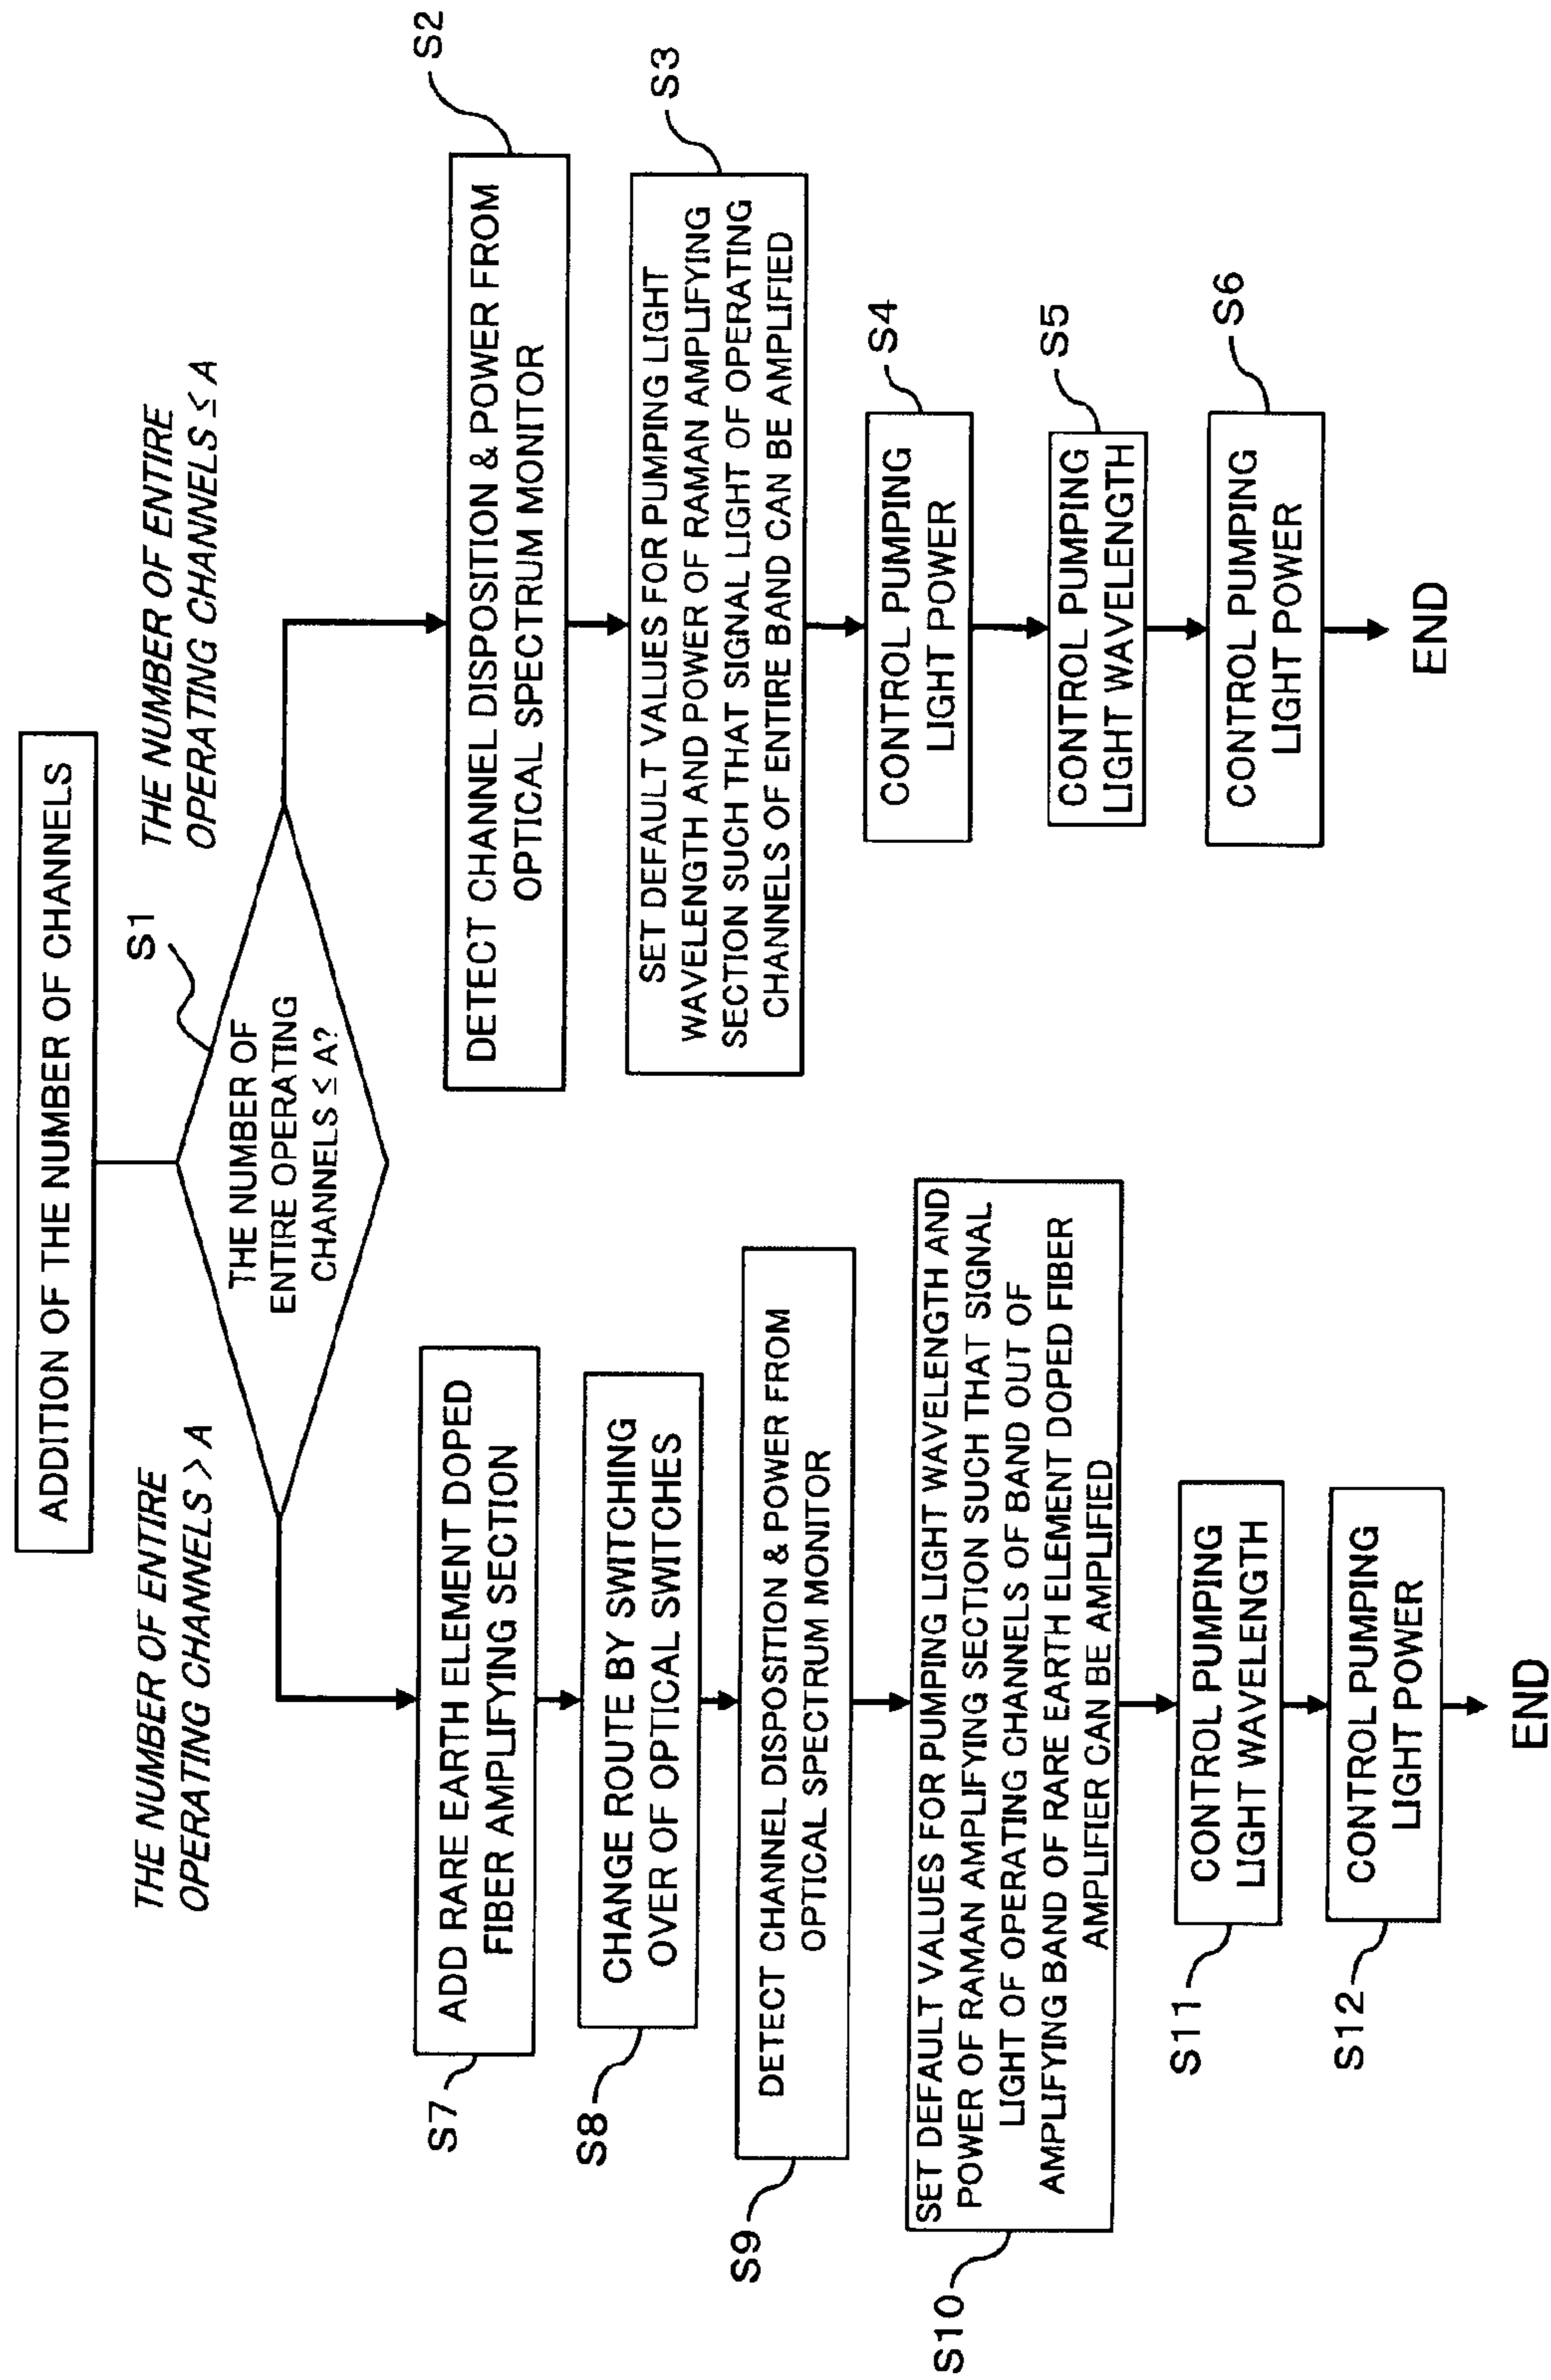 ADDITION OF THE NUMBER OF CHANNELS
S1
THE NUMBER OF
ENTIRE OPERATING
CHANNELS ≤ A?
THE NUMBER OF ENTIRE
OPERATING CHANNELS > A
THE NUMBER OF ENTIRE
OPERATING CHANNELS ≤ A
S7
ADD RARE EARTH ELEMENT DOPED
FIBER AMPLIFYING SECTION
S8
CHANGE ROUTE BY SWITCHING
OVER OF OPTICAL SWITCHES
S9
DETECT CHANNEL DISPOSITION & POWER FROM
OPTICAL SPECTRUM MONITOR
S10
SET DEFAULT VALUES FOR PUMPING LIGHT WAVELENGTH AND
POWER OF RAMAN AMPLIFYING SECTION SUCH THAT SIGNAL
LIGHT OF OPERATING CHANNELS OF BAND OUT OF
AMPLIFYING BAND OF RARE EARTH ELEMENT DOPED FIBER
AMPLIFIER CAN BE AMPLIFIED
S11
CONTROL PUMPING
LIGHT WAVELENGTH
S12
CONTROL PUMPING
LIGHT POWER
END
S2
DETECT CHANNEL DISPOSITION & POWER FROM
OPTICAL SPECTRUM MONITOR
S3
SET DEFAULT VALUES FOR PUMPING LIGHT
WAVELENGTH AND POWER OF RAMAN AMPLIFYING
SECTION SUCH THAT SIGNAL LIGHT OF OPERATING
CHANNELS OF ENTIRE BAND CAN BE AMPLIFIED
S4
CONTROL PUMPING
LIGHT POWER
S5
CONTROL PUMPING
LIGHT WAVELENGTH
S6
CONTROL PUMPING
LIGHT POWER
END